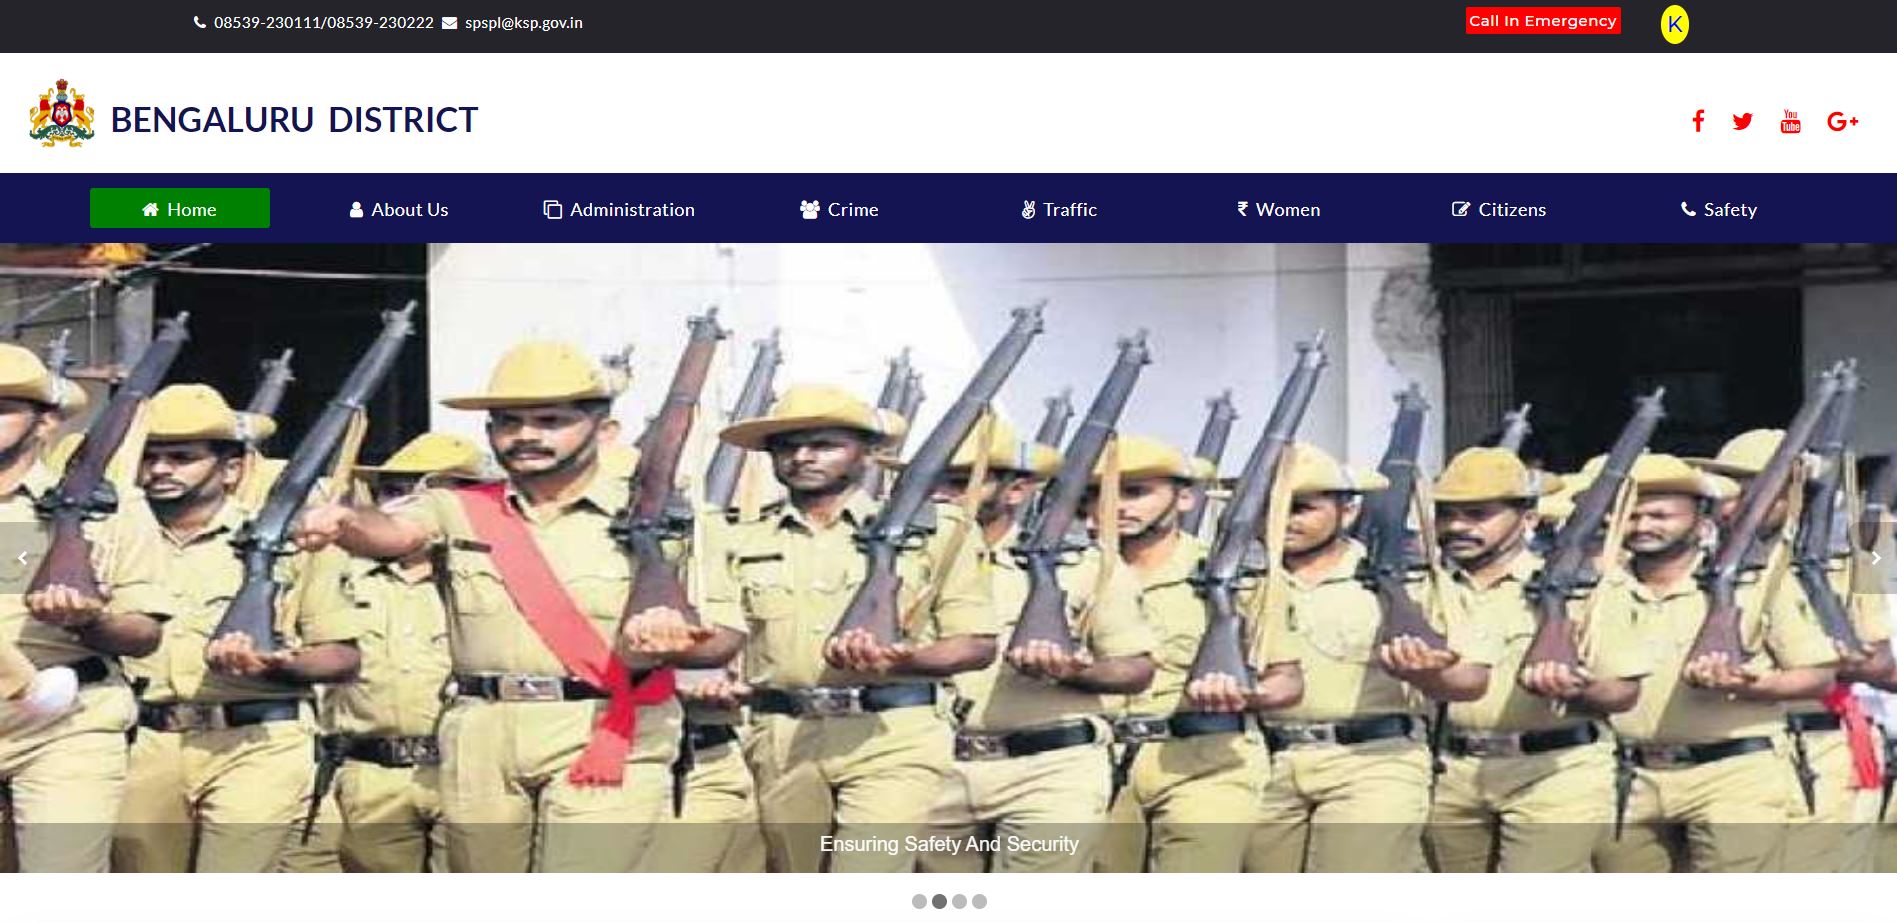 08539-230111/08539-230222 spspl@ksp.gov.in Call In Emergency K
BENGALURU DISTRICT
You
Tube
G+
Home About Us Administration Crime Traffic ₹ Women Citizens Safety
Ensuring Safety And Security